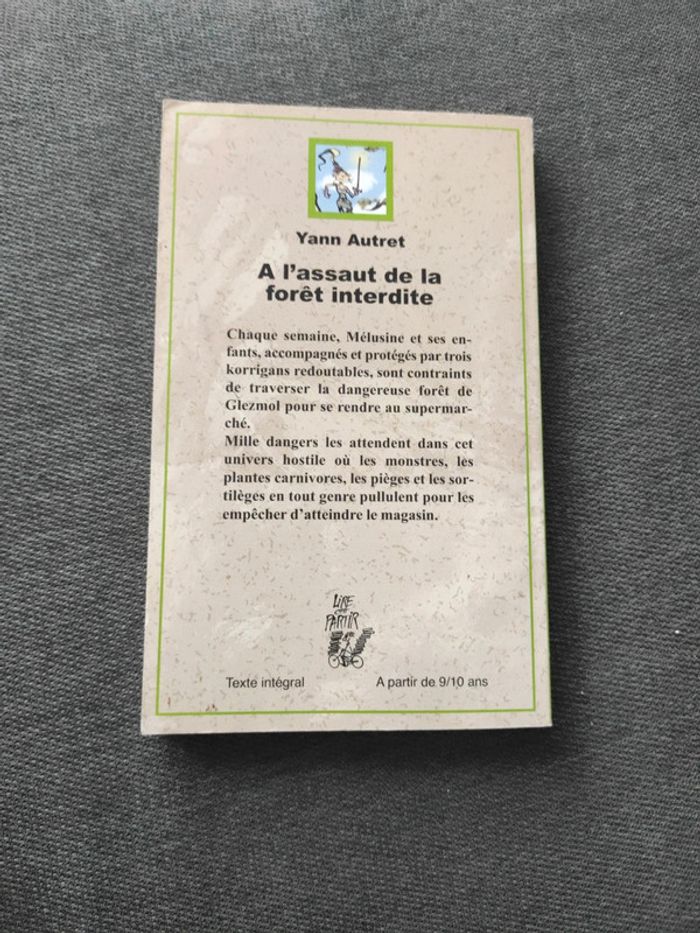 Yann Autret
A l'assaut de la
forêt interdite
Chaque semaine, Mélusine et ses en-
fants, accompagnés et protégés par trois
korrigans redoutables, sont contraints
de traverser la dangereuse forêt de
Glezmol pour se rendre au supermar-
ché.
Mille dangers les attendent dans cet
univers hostile où les monstres, les
plantes carnivores, les pièges et les sor-
tilèges en tout genre pullulent pour les
empêcher d'atteindre le magasin.
LIRE
C'EST
PARTIR
Texte intégral
A partir de 9/10 ans